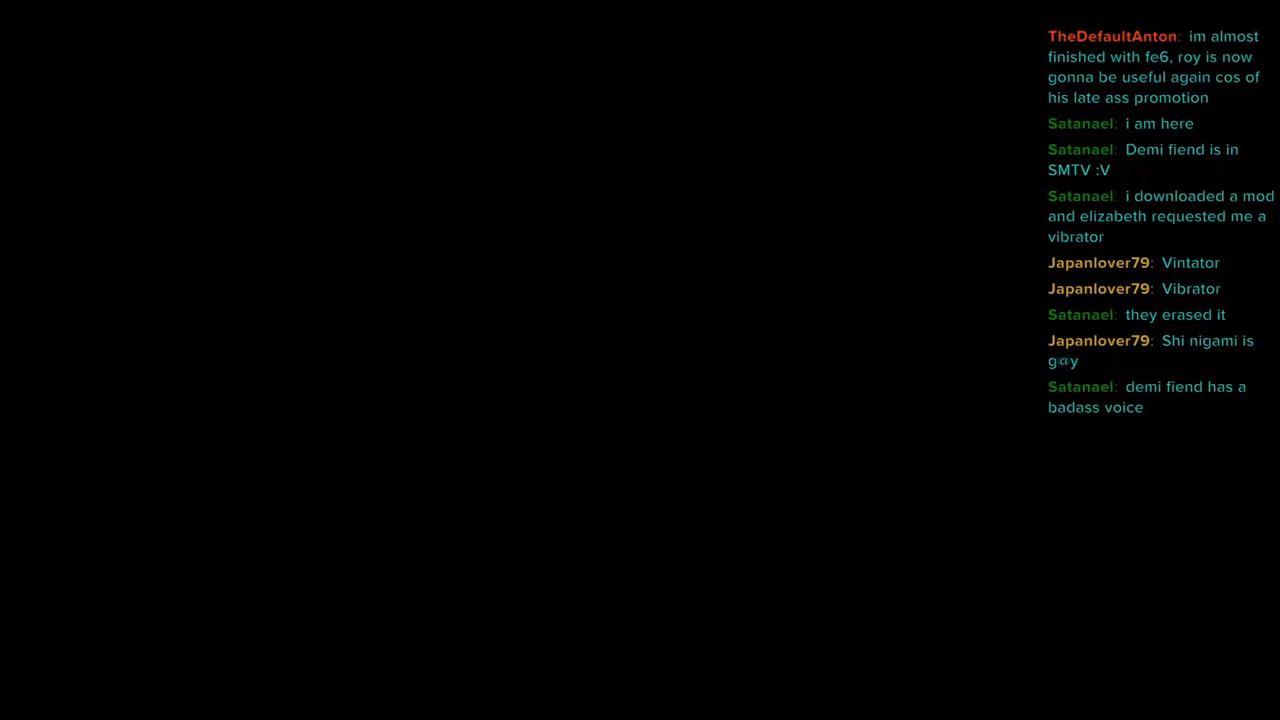 TheDefaultAnton: im almost
finished with fe6, roy is now
gonna be useful again cos of
his late ass promotion
Satanael: i am here
Satanael: Demi fiend is in
SMTV :V
Satanael: i downloaded a mod
and elizabeth requested me a
vibrator
Japanlover79: Vintator
Japanlover79: Vibrator
Satanael: they erased it
Japanlover79: Shi nigami is
g@y
Satanael: demi fiend has a
badass voice